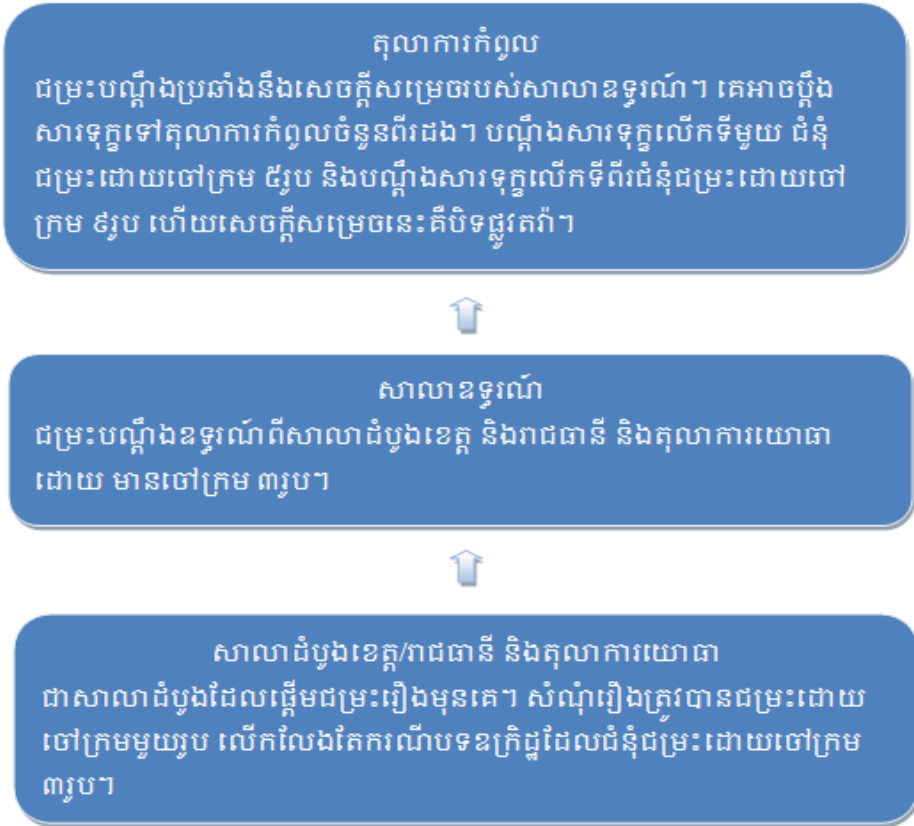 តុលាការកំពូល
ជម្រះបណ្តឹងប្រឆាំងនឹងសេចក្តីសម្រេចរបស់សាលាឧទ្ធរណ៍។ គេអាចប្តឹង
សារទុក្ខទៅតុលាការកំពូលចំនួនពីរដង។ បណ្តឹងសារទុក្ខលើកទីមួយ ជំនុំ
ជម្រះដោយចៅក្រម ៥រូប និងបណ្តឹងសារទុក្ខលើកទីពីរជំនុំជម្រះដោយចៅ
ក្រម ៩រូប ហើយសេចក្តីសម្រេចនេះគឺបិទផ្លូវតវ៉ា។
សាលាឧទ្ធរណ៍
ជម្រះបណ្តឹងឧទ្ធរណ៍ពីសាលាដំបូងខេត្ត និងរាជធានី និងតុលាការយោធា
ដោយ មានចៅក្រម ៣រូប។
សាលាដំបូងខេត្ត/រាជធានី និងតុលាការយោធា
ជាសាលាដំបូងដែលផ្តើមជម្រះរឿងមុនគេ។ សំណុំរឿងត្រូវបានជម្រះដោយ
ចៅក្រមមួយរូប លើកលែងតែករណីបទឧក្រិដ្ឋដែលជំនុំជម្រះដោយចៅក្រម
៣រូប។